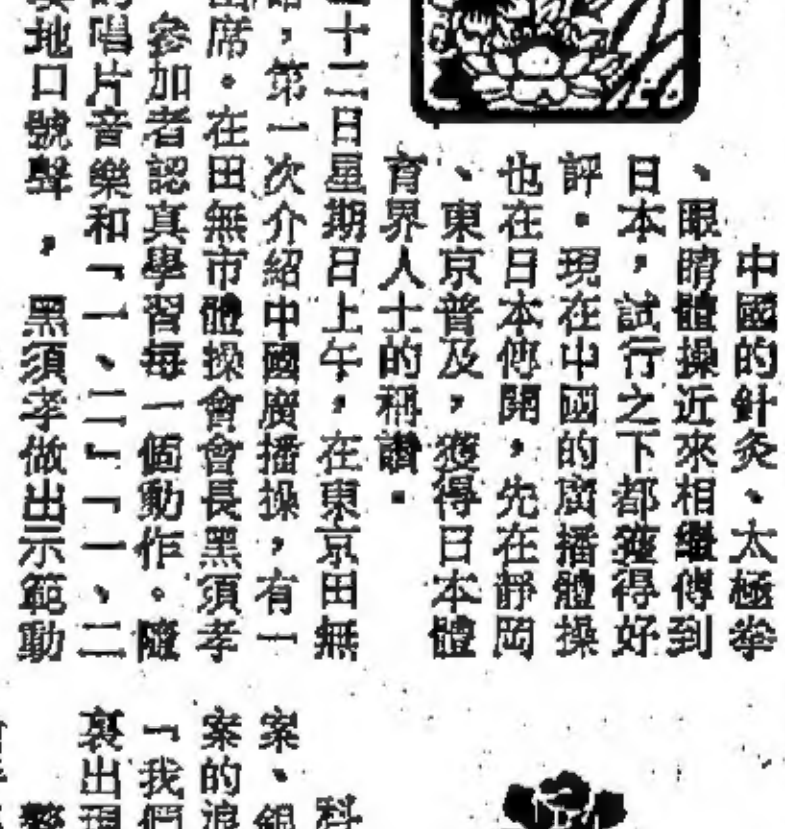 中國的針灸、太極拳
、眼睛體操近來相繼傳到
日本,試行之下都獲得好
評。現在中國的廣播體操
也在日本傳開,先在靜岡
、東京普及,獲得日本體
育界人士的稱讚。
十二日星期日上午,在東京田無
,第一次介紹中國廣播操,有一
席。在田無市體操會會長黑須孝
參加者認真學習每一個動作。隨
唱片音樂和「一、二」「一、二
地口號聲,黑須孝做出示範動
科
案、銀
案的浪
「我們
裏出現